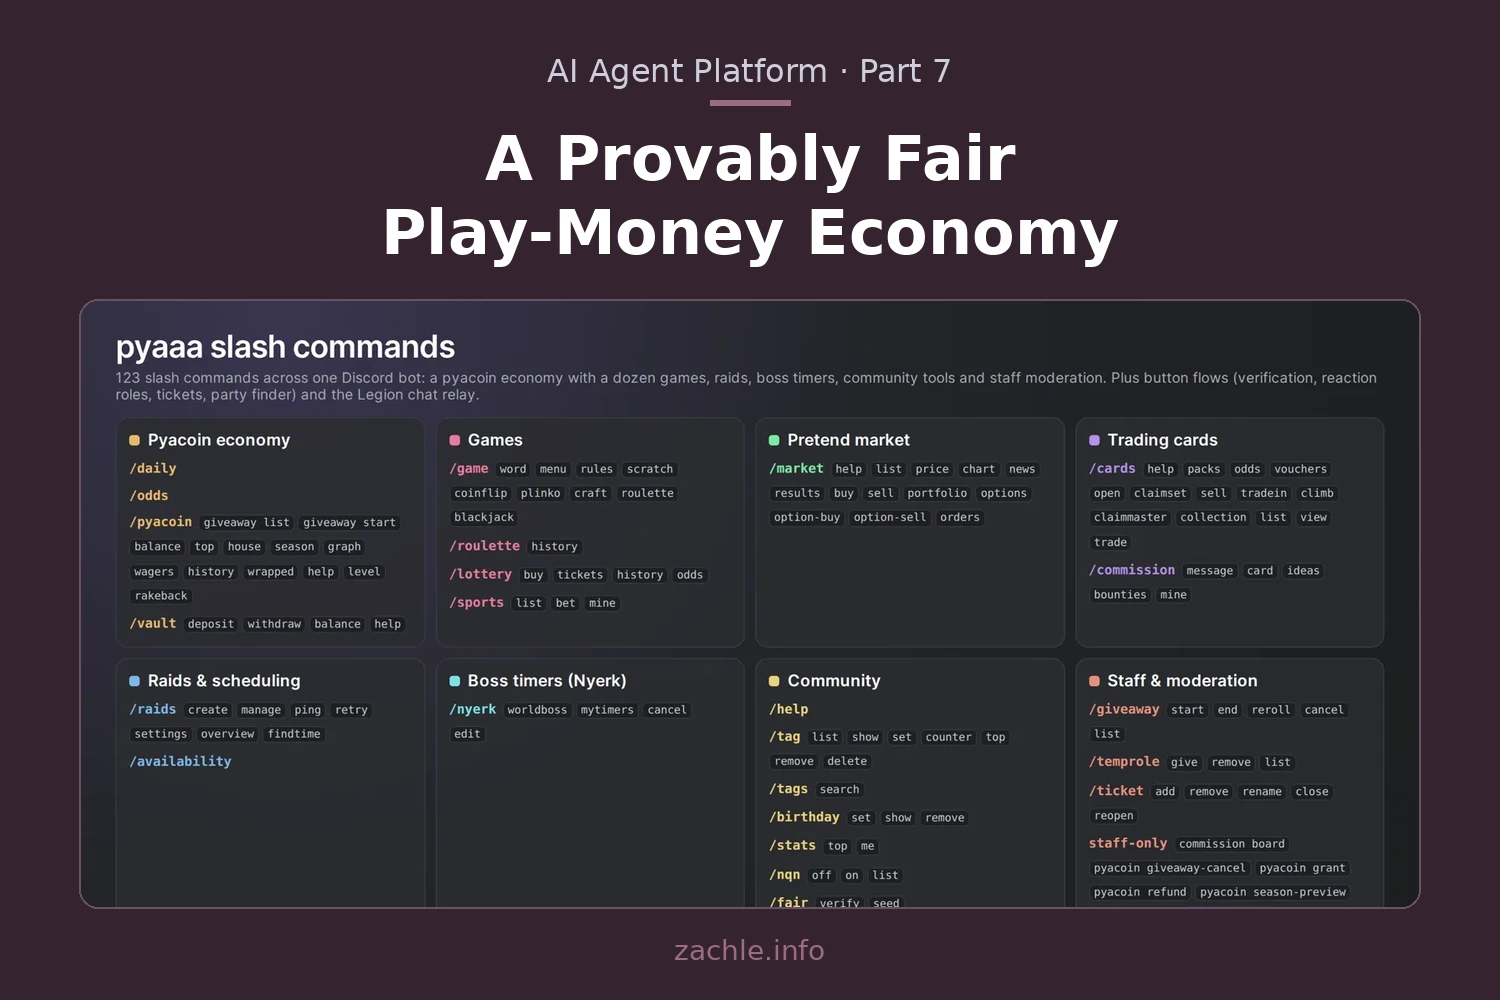 AI Agent Platform · Part 7
A Provably Fair
Play-Money Economy
pyaaa slash commands
123 slash commands across one Discord bot: a pyacoin economy with a dozen games, raids, boss timers, community tools and staff moderation. Plus button flows (verification, reaction
roles, tickets, party finder) and the Legion chat relay.
Pyacoin economy
/daily
/odds
/pyacoin giveaway list giveaway start
balance top house season graph
wagers history wrapped help level
rakeback
/vault deposit withdraw balance help
Games
/game word menu rules scratch
coinflip plinko craft roulette
blackjack
/roulette history
/lottery buy tickets history odds
/sports list bet mine
Pretend market
/market help list price chart news
results buy sell portfolio options
option-buy option-sell orders
Trading cards
/cards help packs odds vouchers
open claimset sell tradein climb
claimmaster collection list view
trade
/commission message card ideas
bounties mine
Raids & scheduling
/raids create manage ping retry
settings overview findtime
/availability
Boss timers (Nyerk)
/nyerk worldboss mytimers cancel
edit
Community
/help
/tag list show set counter top
remove delete
/tags search
/birthday set show remove
/stats top me
/nqn off on list
/fair verify seed
Staff & moderation
/giveaway start end reroll cancel
list
/temprole give remove list
/ticket add remove rename close
reopen
staff-only commission board
pyacoin giveaway-cancel pyacoin grant
pyacoin refund pyacoin season-preview
zachle.info